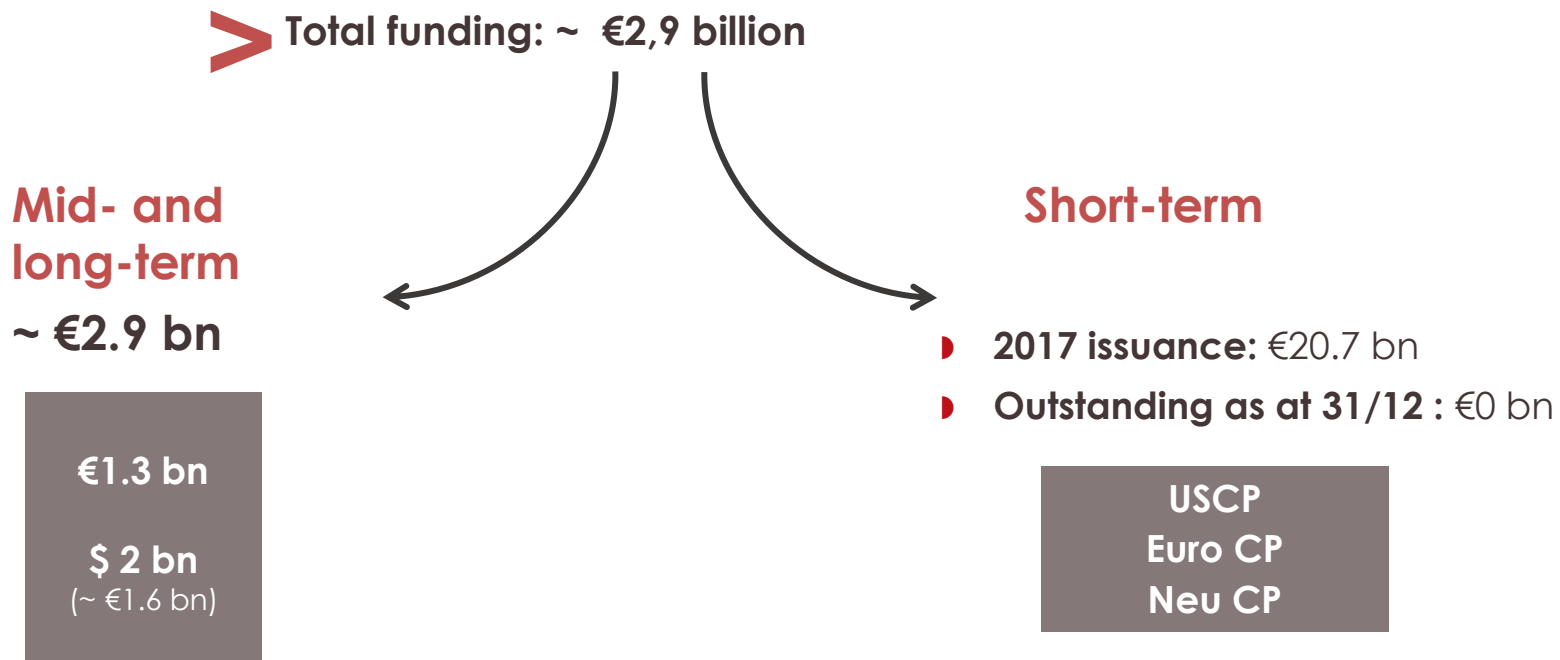 > Total funding: ~ €2,9 billion
Mid- and
long-term
~ €2.9 bn
€1.3 bn
$ 2 bn
(~ €1.6 bn)
Short-term
2017 issuance: €20.7 bn
Outstanding as at 31/12 : €0 bn
USCP
Euro CP
Neu CP